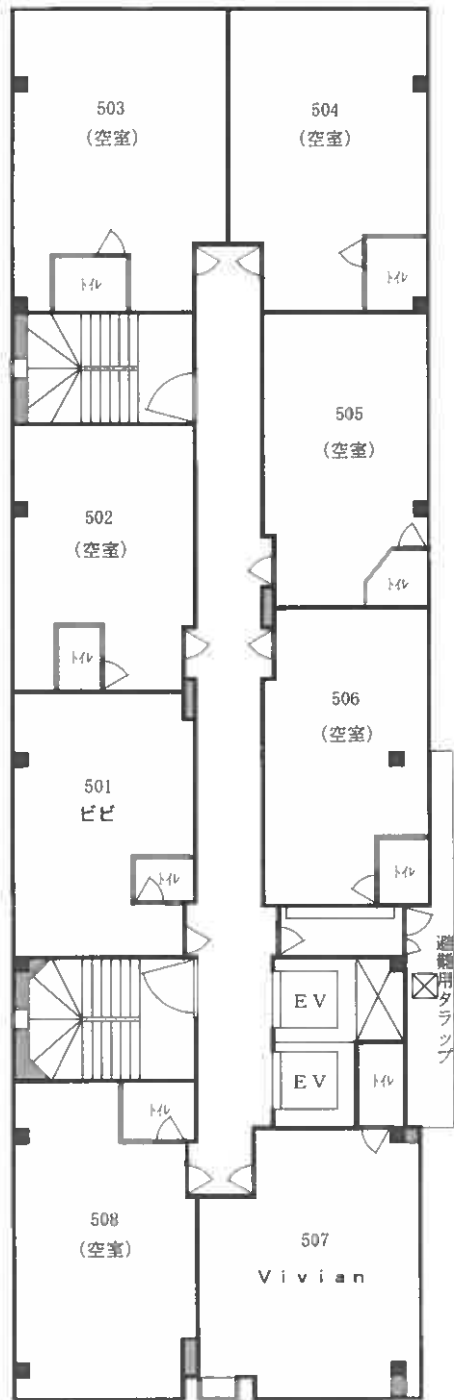 503
(空室)
504
(空室)
トイレ
トイレ
505
(空室)
502
(空室)
トイレ
トイレ
506
(空室)
501
ビビ
トイレ
トイレ
避難用タラップ
EV
EV
トイレ
トイレ
508
(空室)
507
Vivian